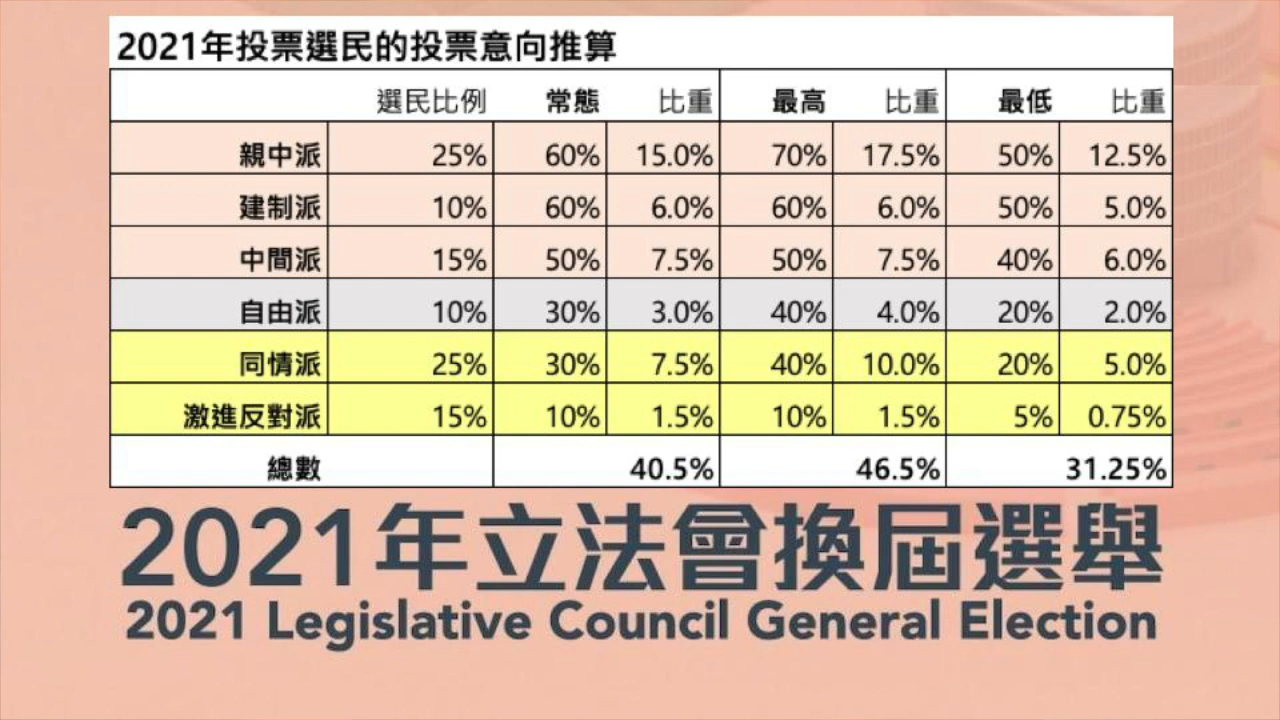 2021年投票選民的投票意向推算
選民比例 常態 比重 最高 比重 最低 比重
親中派 25% 60% 15.0% 70% 17.5% 50% 12.5%
建制派 10% 60% 6.0% 60% 6.0% 50% 5.0%
中間派 15% 50% 7.5% 50% 7.5% 40% 6.0%
自由派 10% 30% 3.0% 40% 4.0% 20% 2.0%
同情派 25% 30% 7.5% 40% 10.0% 20% 5.0%
激進反對派 15% 10% 1.5% 10% 1.5% 5% 0.75%
總數 40.5% 46.5% 31.25%
2021年立法會換屆選舉
2021 Legislative Council General Election